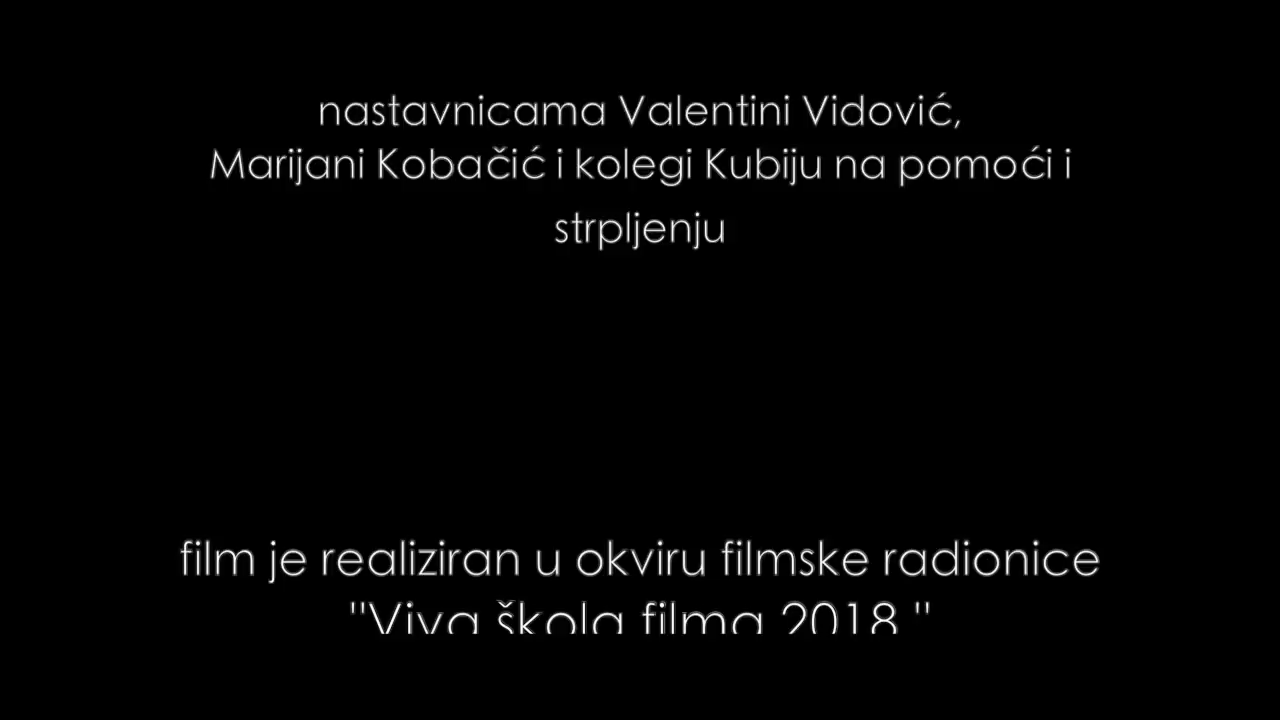 nastavnicama Valentini Vidović,
Marijani Kobačić i kolegi Kubiju na pomoći i
strpljenju
film je realiziran u okviru filmske radionice
"Viva škola filma 2018."